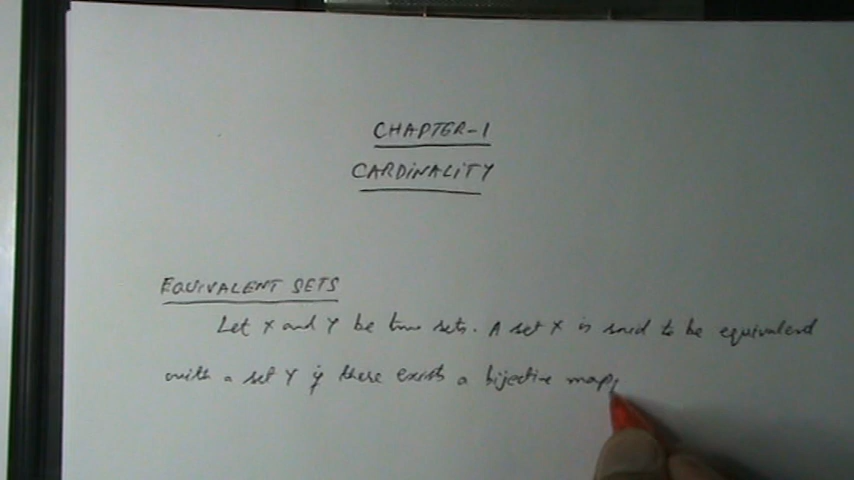 CHAPTER-1
CARDINALITY
EQUIVALENT SETS
Let X and Y be two sets. A set X is said to be equivalent
with a set Y if there exists a bijective map